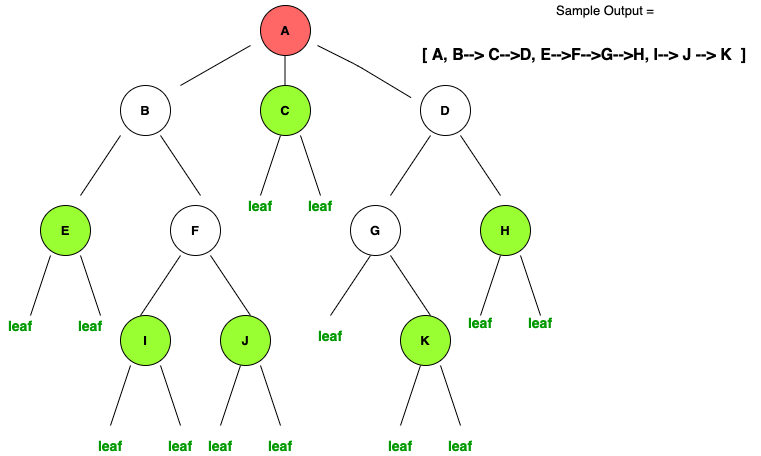 Sample Output =
A
[ A, B--> C-->D, E-->F-->G-->H, I--> J --> K ]
B
C
D
leaf leaf
E
F
G
H
leaf leaf
leaf
leaf leaf
I
J
K
leaf leaf leaf leaf leaf leaf